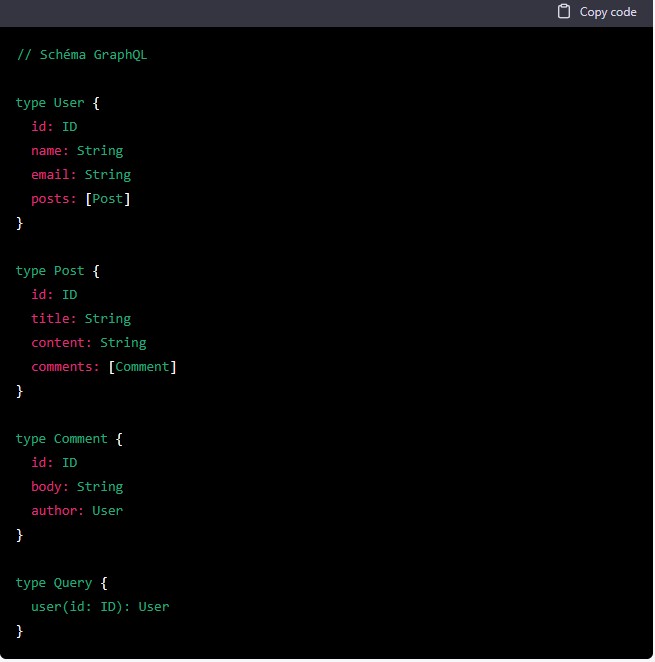 Copy code
// Schéma GraphQL
type User {
  id: ID
  name: String
  email: String
  posts: [Post]
}
type Post {
  id: ID
  title: String
  content: String
  comments: [Comment]
}
type Comment {
  id: ID
  body: String
  author: User
}
type Query {
  user(id: ID): User
}